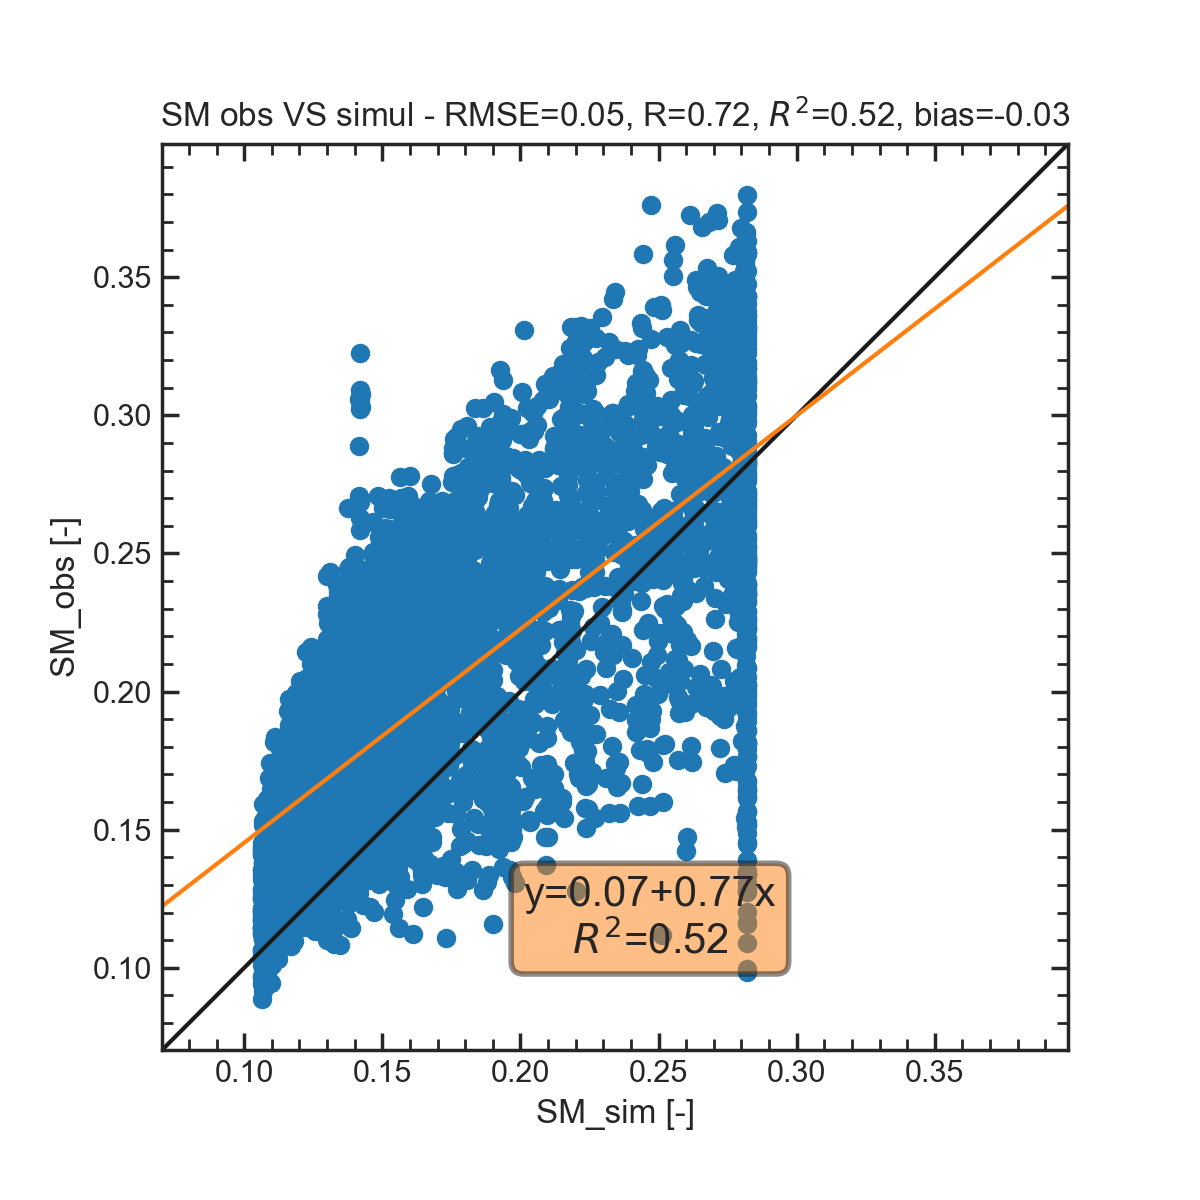 SM obs VS simul - RMSE=0.05, R=0.72, R²=0.52, bias=-0.03
0.35
0.30
0.25
0.20
0.15
0.10
SM_obs [-]
y=0.07+0.77x
R²=0.52
0.10 0.15 0.20 0.25 0.30 0.35
SM_sim [-]